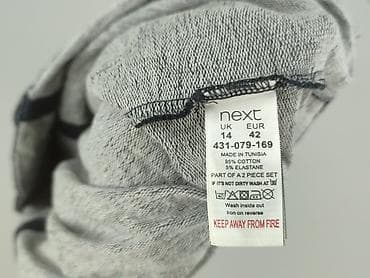 next
UK EUR
14 42
431-079-169
MADE IN TUNISIA
95% COTTON
5% ELASTANE
PART OF A 2 PIECE SET
IF IT'S NOT DIRTY WASH AT
Wash inside out
Iron on reverse
KEEP AWAY FROM FIRE